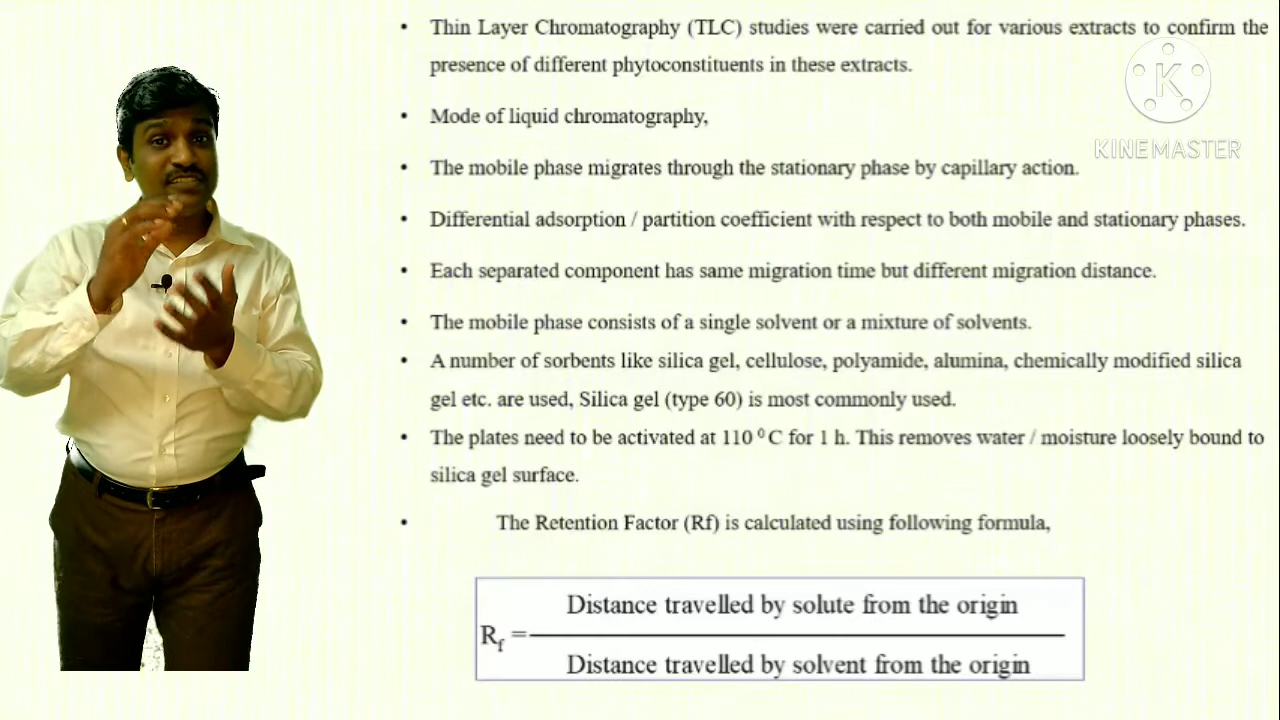 • Thin Layer Chromatography (TLC) studies were carried out for various extracts to confirm the
presence of different phytoconstituents in these extracts.
• Mode of liquid chromatography,
• The mobile phase migrates through the stationary phase by capillary action.
• Differential adsorption / partition coefficient with respect to both mobile and stationary phases.
• Each separated component has same migration time but different migration distance.
• The mobile phase consists of a single solvent or a mixture of solvents.
• A number of sorbents like silica gel, cellulose, polyamide, alumina, chemically modified silica
gel etc. are used, Silica gel (type 60) is most commonly used.
• The plates need to be activated at 110 ⁰C for 1 h. This removes water / moisture loosely bound to
silica gel surface.
• The Retention Factor (Rf) is calculated using following formula,
Distance travelled by solute from the origin
Rf =
Distance travelled by solvent from the origin
K
KINEMASTER